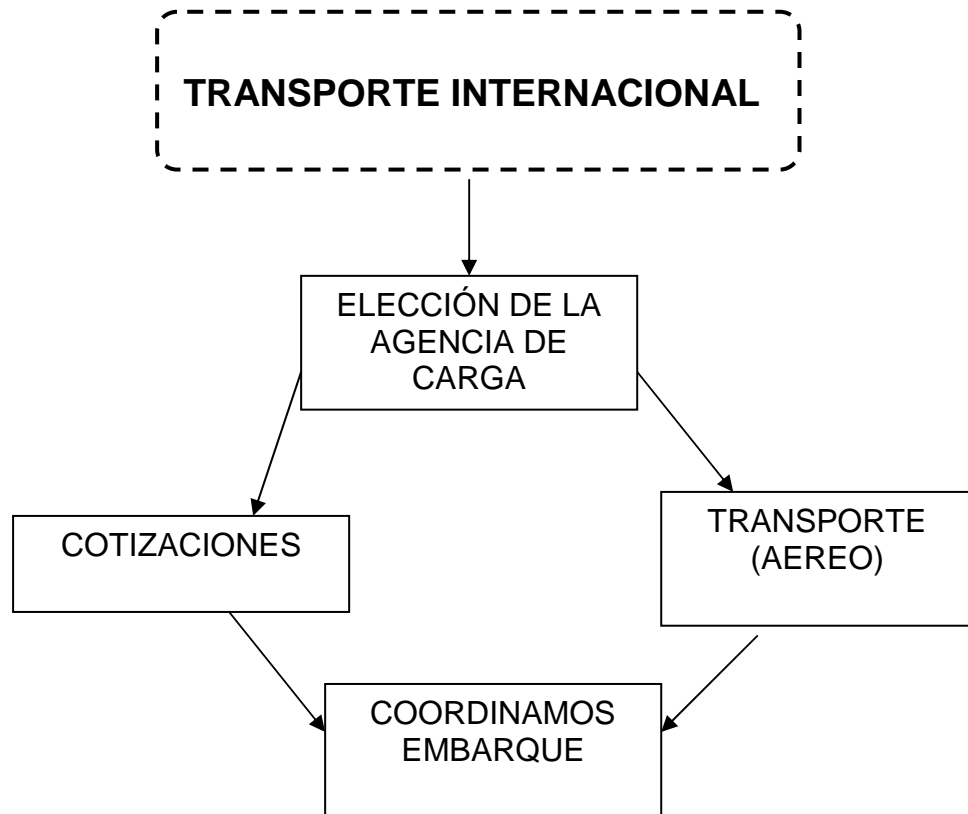 TRANSPORTE INTERNACIONAL
ELECCIÓN DE LA
AGENCIA DE
CARGA
COTIZACIONES
TRANSPORTE
(AEREO)
COORDINAMOS
EMBARQUE